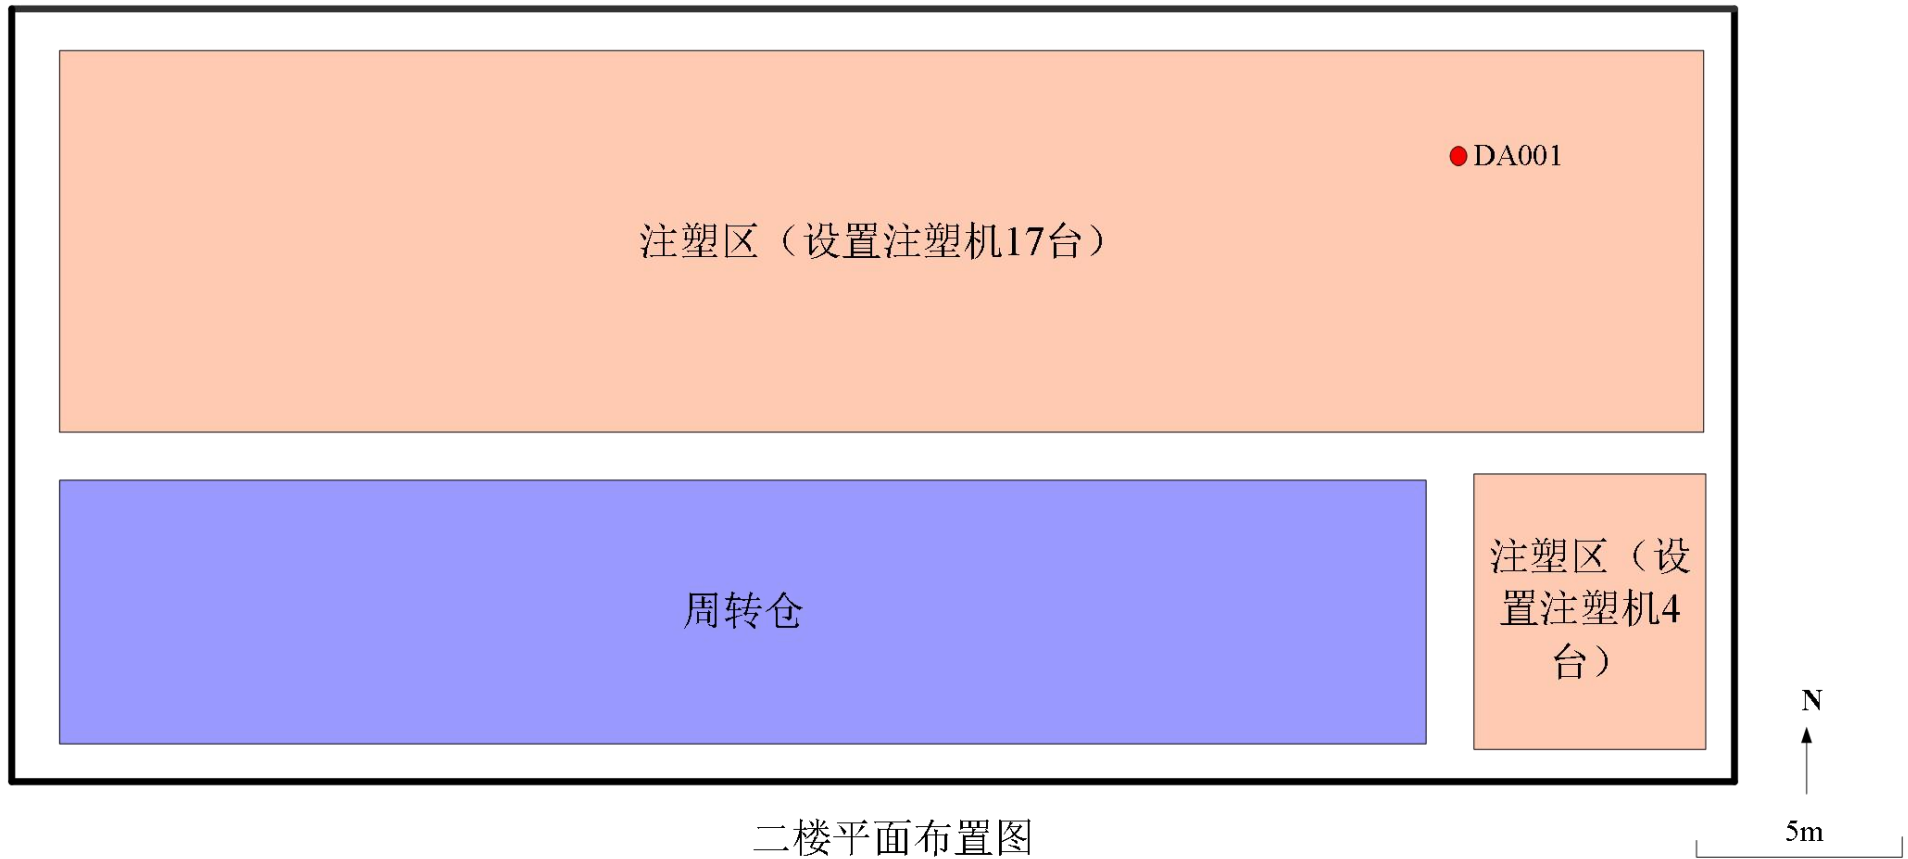 DA001
注塑区（设置注塑机17台）
周转仓
注塑区（设
置注塑机4
台）
N
5m
二楼平面布置图